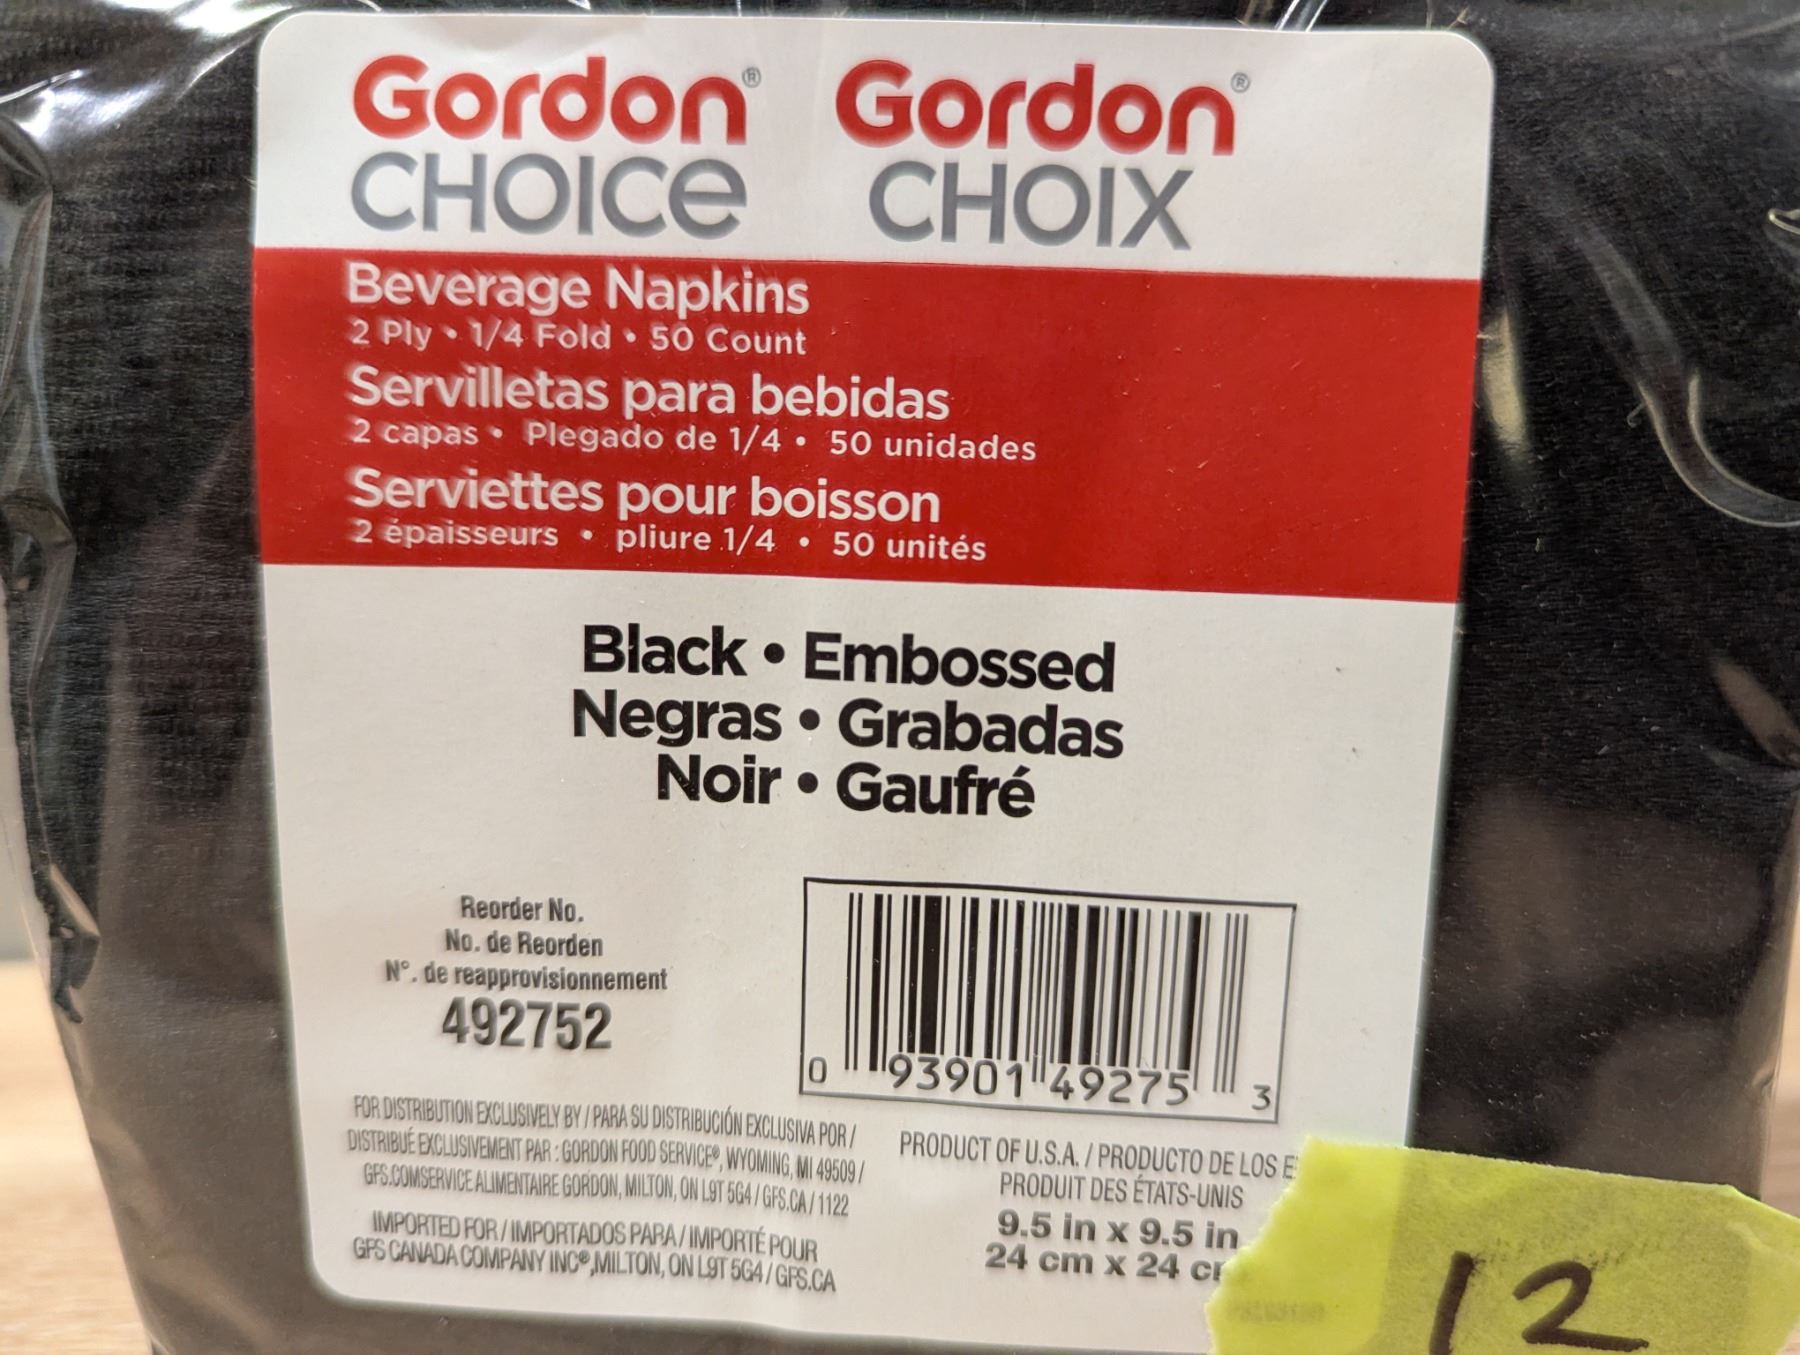 Gordon® Gordon®
CHOICe CHOIX
Beverage Napkins
2 Ply • 1/4 Fold • 50 Count
Servilletas para bebidas
2 capas • Plegado de 1/4 • 50 unidades
Serviettes pour boisson
2 épaisseurs • pliure 1/4 • 50 unités
Black • Embossed
Negras • Grabadas
Noir • Gaufré
Reorder No.
No. de Reorden
N°. de reapprovisionnement
492752
0 93901 49275 3
FOR DISTRIBUTION EXCLUSIVELY BY / PARA SU DISTRIBUCIÓN EXCLUSIVA POR /
DISTRIBUÉ EXCLUSIVEMENT PAR : GORDON FOOD SERVICE®, WYOMING, MI 49509 /
GFS.COMSERVICE ALIMENTAIRE GORDON, MILTON, ON L9T 5G4 / GFS.CA / 1122
IMPORTED FOR / IMPORTADOS PARA / IMPORTÉ POUR
GFS CANADA COMPANY INC®,MILTON, ON L9T 5G4 / GFS.CA
PRODUCT OF U.S.A. / PRODUCTO DE LOS
PRODUIT DES ÉTATS-UNIS
9.5 in x 9.5 in
24 cm x 24
12